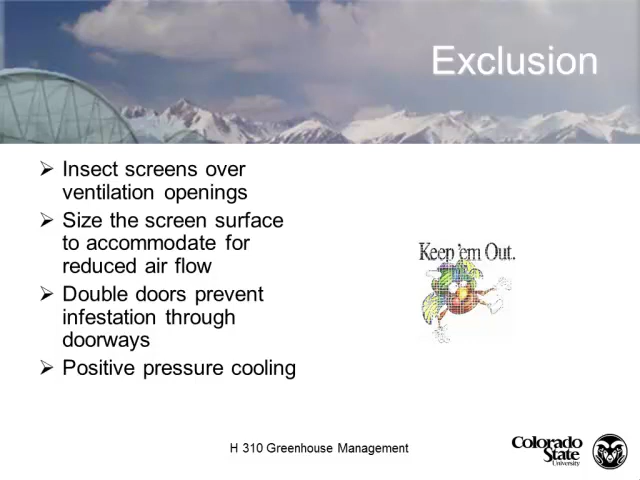 Exclusion
Insect screens over
ventilation openings
Size the screen surface
to accommodate for
reduced air flow
Double doors prevent
infestation through
doorways
Positive pressure cooling
Keep 'em Out.
H 310 Greenhouse Management
Colorado
State
University